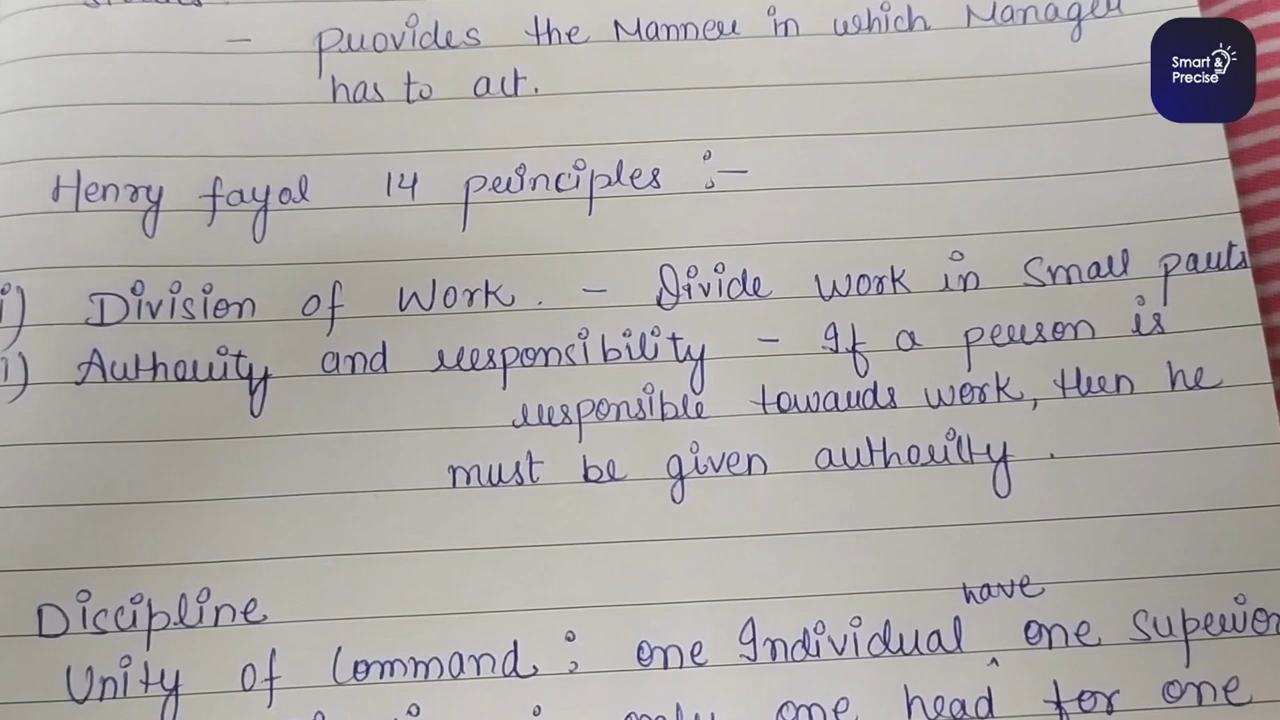 - provides the Manner in which Manager
has to act.
Smart &
Precise
Henry fayol 14 principles :-
i) Division of Work. - Divide work in small parts
i) Authority and responsibility - If a person is
responsible towards work, then he
must be given authority.
Discipline
have
Unity of Command : one Individual ^ one superior
only one head for one